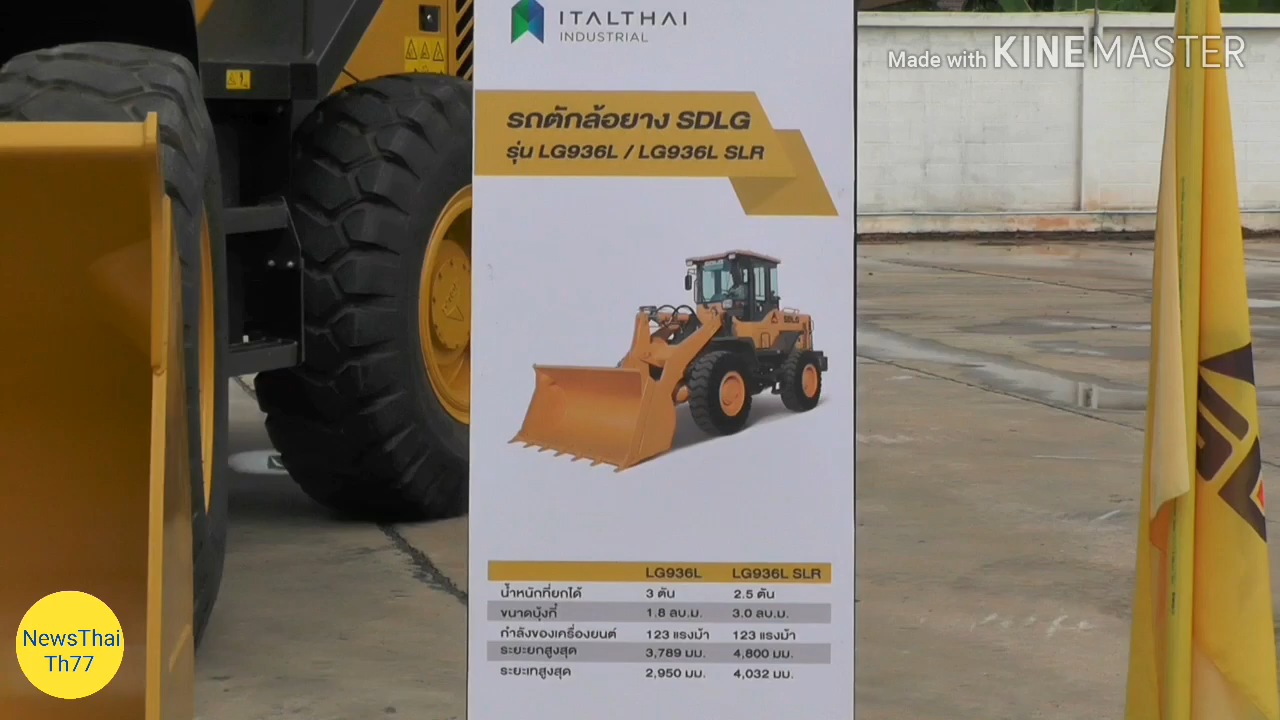 ITALTHAI
INDUSTRIAL
Made with KINEMASTER
รถตักล้อยาง SDLG
รุ่น LG936L / LG936L SLR
SDLG
LG936L LG936L SLR
น้ำหนักที่ยกได้ 3 ตัน 2.5 ตัน
ขนาดบุ้งกี๋ 1.8 ลบ.ม. 3.0 ลบ.ม.
กำลังของเครื่องยนต์ 123 แรงม้า 123 แรงม้า
ระยะยกสูงสุด 3,789 มม. 4,800 มม.
ระยะเทสูงสุด 2,950 มม. 4,032 มม.
NewsThai
Th77